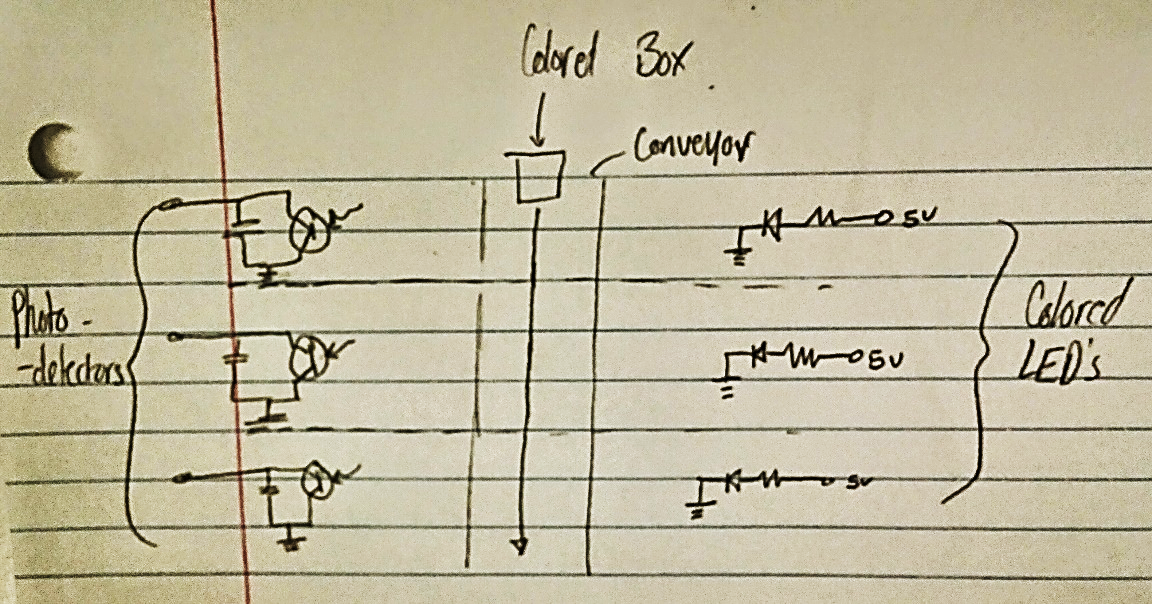 Colored Box
Conveyor
5V
Photo-
-detectors
5V
Colored
LED's
5V